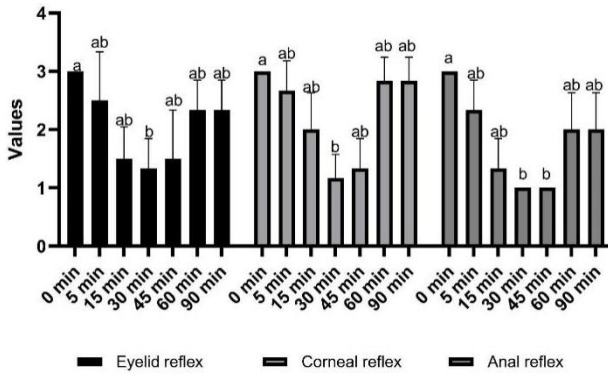 4
3
2
1
0
Values
a ab ab b ab ab ab
a ab ab b ab ab ab
a ab ab b b ab ab
0 min 5 min 15 min 30 min 45 min 60 min 90 min
0 min 5 min 15 min 30 min 45 min 60 min 90 min
0 min 5 min 15 min 30 min 45 min 60 min 90 min
Eyelid reflex Corneal reflex Anal reflex